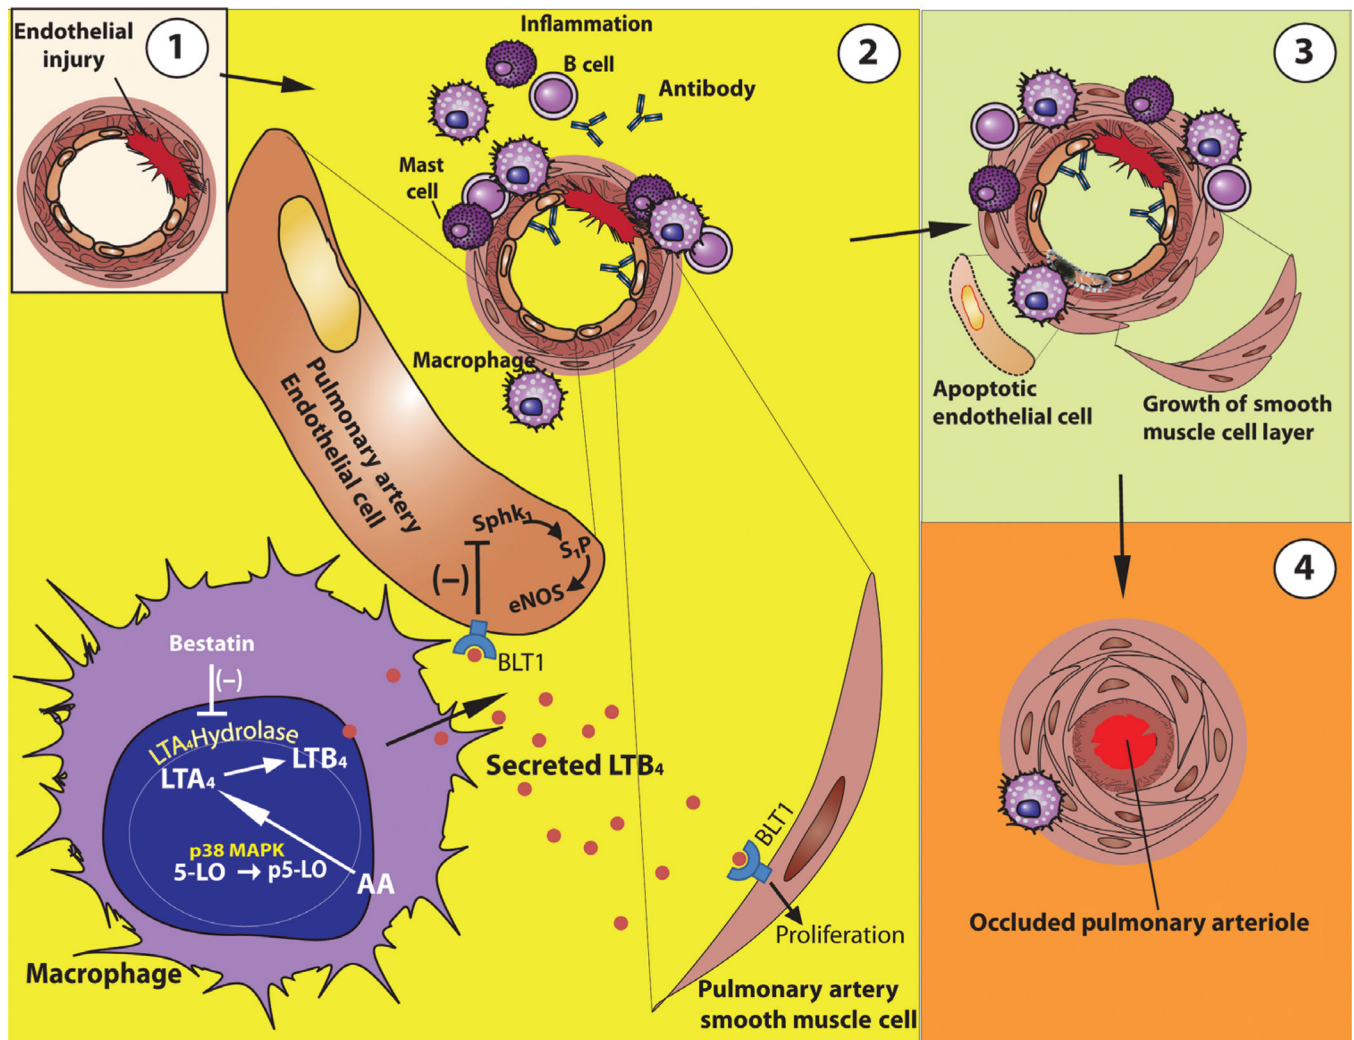 Endothelial
injury
1
Inflammation
B cell
Antibody
Mast
cell
Macrophage
2
Pulmonary artery
Endothelial cell
Sphk₁
S₁P
eNOS
(−)
BLT1
Bestatin
(−)
LTA₄Hydrolase
LTA₄
LTB₄
p38 MAPK
5-LO
p5-LO
AA
Macrophage
Secreted LTB₄
BLT1
Proliferation
Pulmonary artery
smooth muscle cell
3
Apoptotic
endothelial cell
Growth of smooth
muscle cell layer
4
Occluded pulmonary arteriole